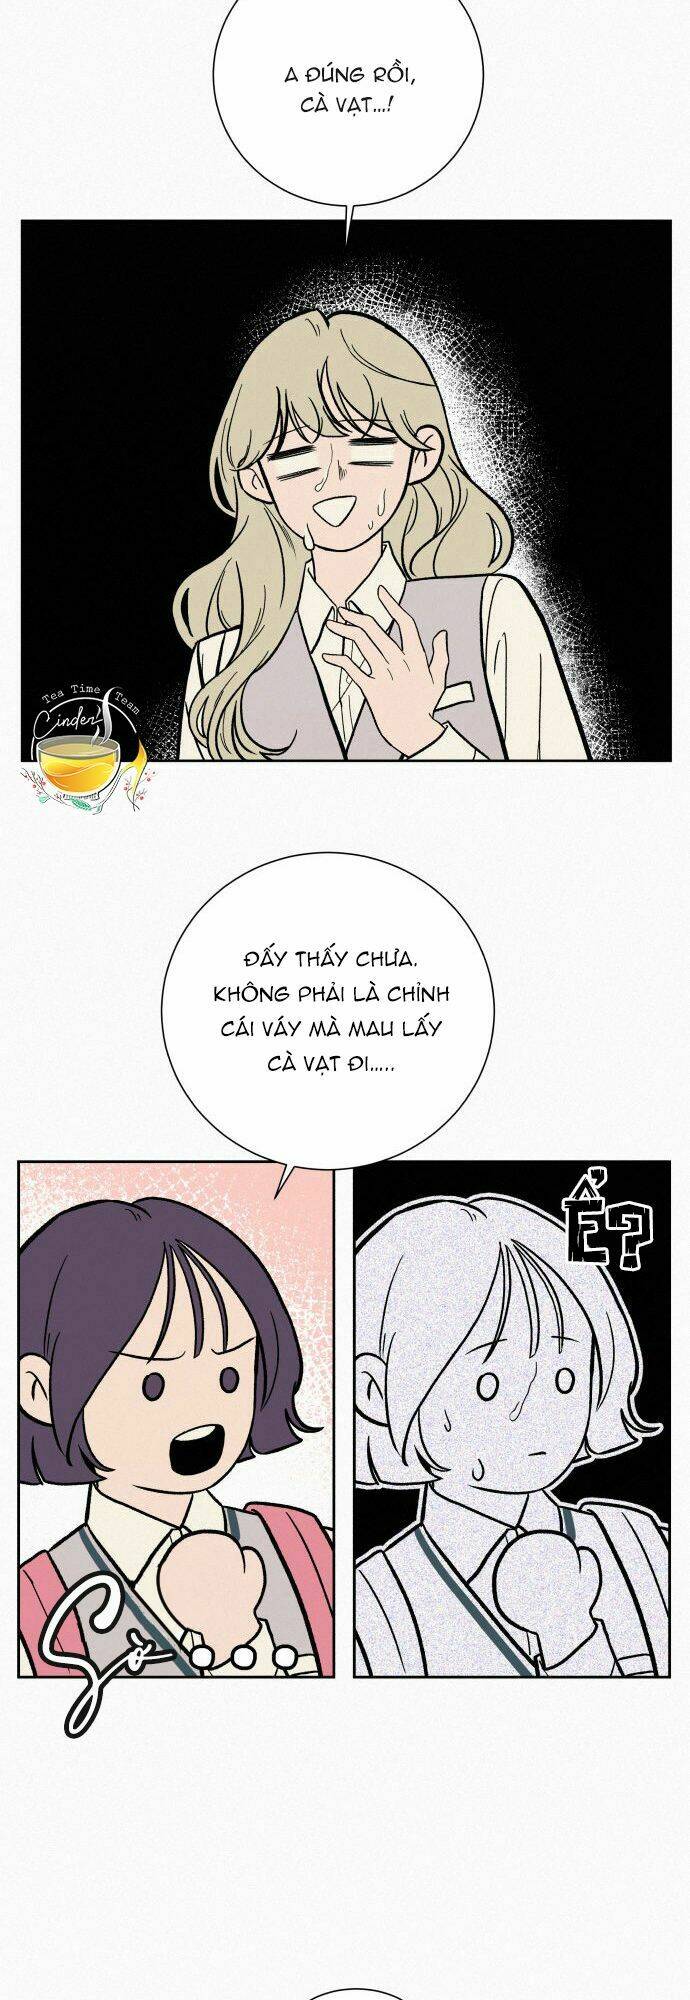 A ĐÚNG RỒI,
CÀ VẠT...!
Tea Time Team
Cinder
ĐẤY THẤY CHƯA.
KHÔNG PHẢI LÀ CHỈNH
CÁI VÁY MÀ MAU LẤY
CÀ VẠT ĐI.....
Ể?
Sờ...